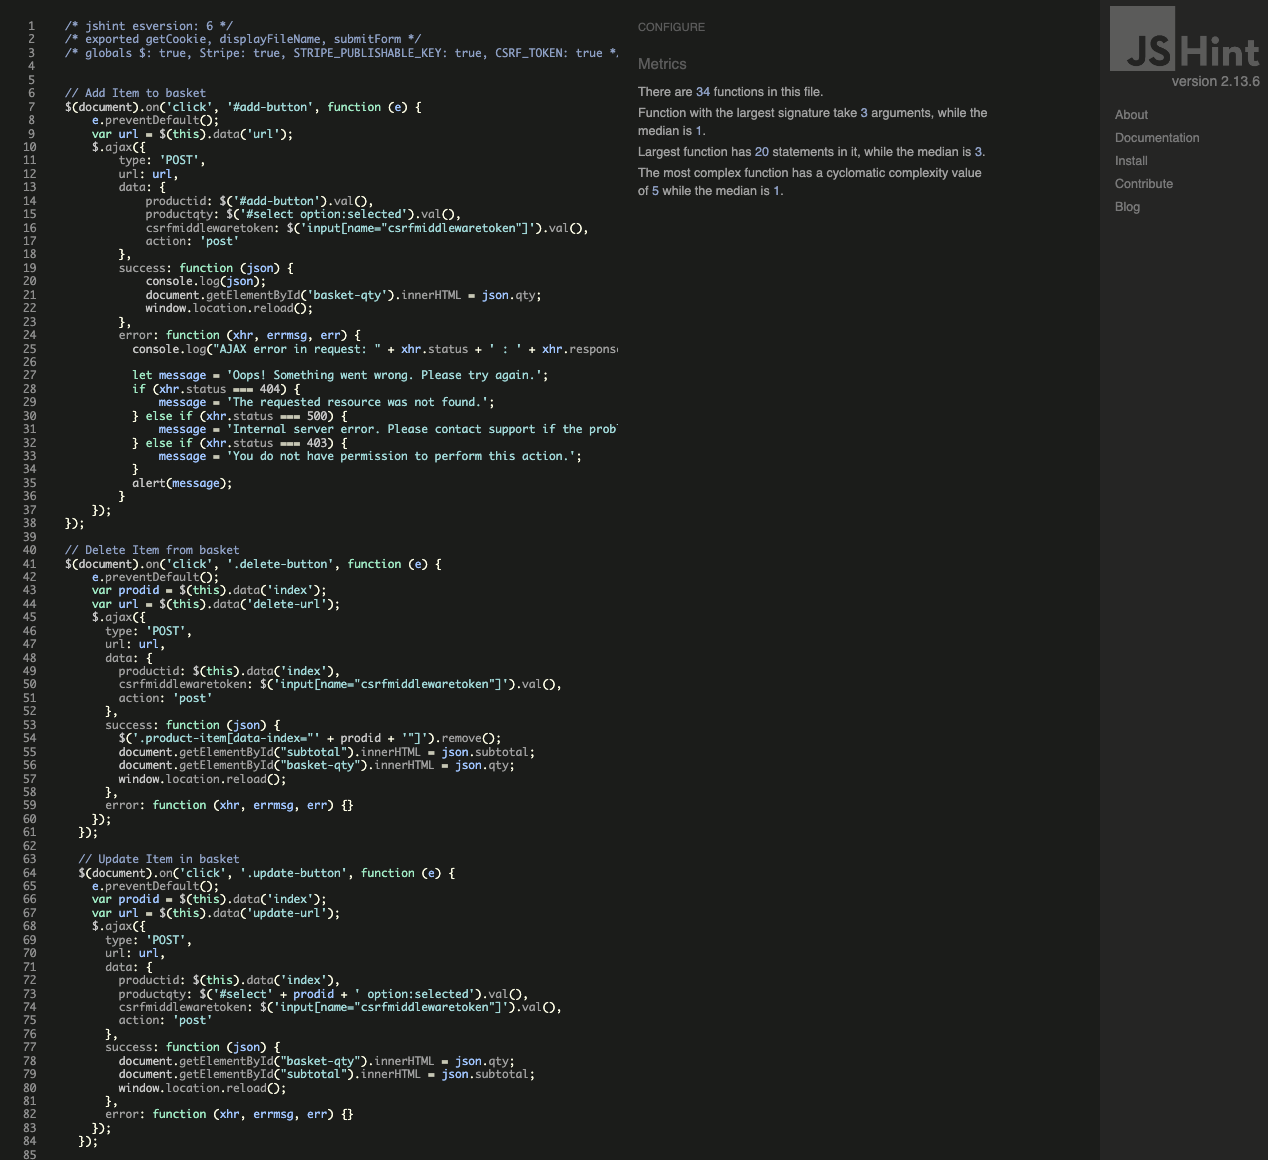 1 /* jshint esversion: 6 */
2 /* exported getCookie, displayFileName, submitForm */
3 /* globals $: true, Stripe: true, STRIPE_PUBLISHABLE_KEY: true, CSRF_TOKEN: true *
4
5
6 // Add Item to basket
7 $(document).on('click', '#add-button', function (e) {
8 e.preventDefault();
9 var url = $(this).data('url');
10 $.ajax({
11 type: 'POST',
12 url: url,
13 data: {
14 productid: $('#add-button').val(),
15 productqty: $('#select option:selected').val(),
16 csrfmiddlewaretoken: $('input[name="csrfmiddlewaretoken"]').val(),
17 action: 'post'
18 },
19 success: function (json) {
20 console.log(json);
21 document.getElementById('basket-qty').innerHTML = json.qty;
22 window.location.reload();
23 },
24 error: function (xhr, errmsg, err) {
25 console.log("AJAX error in request: " + xhr.status + ' : ' + xhr.respons
26
27 let message = 'Oops! Something went wrong. Please try again.';
28 if (xhr.status === 404) {
29 message = 'The requested resource was not found.';
30 } else if (xhr.status === 500) {
31 message = 'Internal server error. Please contact support if the prob
32 } else if (xhr.status === 403) {
33 message = 'You do not have permission to perform this action.';
34 }
35 alert(message);
36 }
37 });
38 });
39
40 // Delete Item from basket
41 $(document).on('click', '.delete-button', function (e) {
42 e.preventDefault();
43 var prodid = $(this).data('index');
44 var url = $(this).data('delete-url');
45 $.ajax({
46 type: 'POST',
47 url: url,
48 data: {
49 productid: $(this).data('index'),
50 csrfmiddlewaretoken: $('input[name="csrfmiddlewaretoken"]').val(),
51 action: 'post'
52 },
53 success: function (json) {
54 $('.product-item[data-index="' + prodid + '"]').remove();
55 document.getElementById("subtotal").innerHTML = json.subtotal;
56 document.getElementById("basket-qty").innerHTML = json.qty;
57 window.location.reload();
58 },
59 error: function (xhr, errmsg, err) {}
60 });
61 });
62
63 // Update Item in basket
64 $(document).on('click', '.update-button', function (e) {
65 e.preventDefault();
66 var prodid = $(this).data('index');
67 var url = $(this).data('update-url');
68 $.ajax({
69 type: 'POST',
70 url: url,
71 data: {
72 productid: $(this).data('index'),
73 productqty: $('#select' + prodid + ' option:selected').val(),
74 csrfmiddlewaretoken: $('input[name="csrfmiddlewaretoken"]').val(),
75 action: 'post'
76 },
77 success: function (json) {
78 document.getElementById("basket-qty").innerHTML = json.qty;
79 document.getElementById("subtotal").innerHTML = json.subtotal;
80 window.location.reload();
81 },
82 error: function (xhr, errmsg, err) {}
83 });
84 });
85
CONFIGURE
Metrics
There are 34 functions in this file.
Function with the largest signature take 3 arguments, while the
median is 1.
Largest function has 20 statements in it, while the median is 3.
The most complex function has a cyclomatic complexity value
of 5 while the median is 1.
JSHint
version 2.13.6
About
Documentation
Install
Contribute
Blog